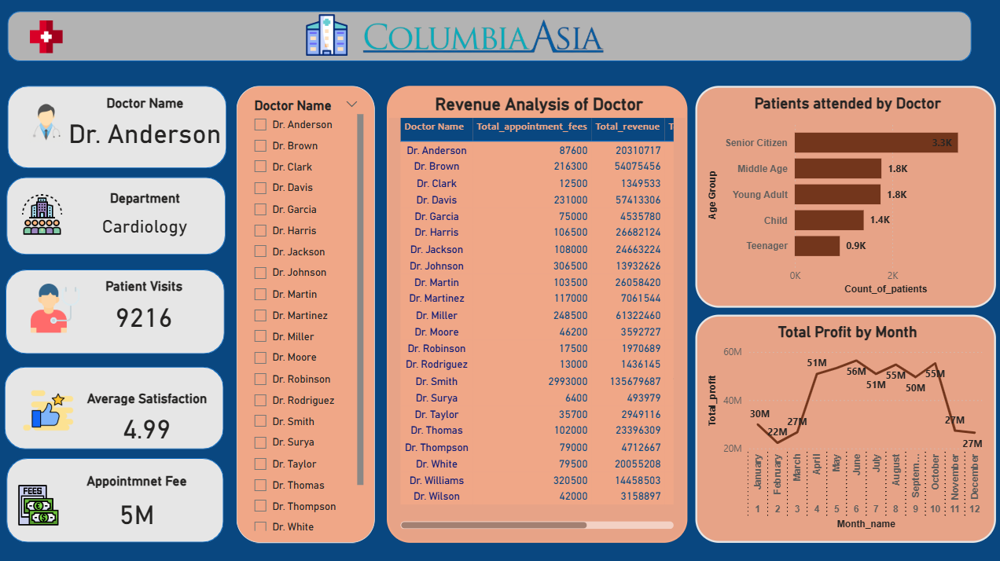 COLUMBIAASIA
Doctor Name
Dr. Anderson
Department
Cardiology
Patient Visits
9216
Average Satisfaction
4.99
FEES
Appointmnet Fee
5M
Doctor Name
Dr. Anderson
Dr. Brown
Dr. Clark
Dr. Davis
Dr. Garcia
Dr. Harris
Dr. Jackson
Dr. Johnson
Dr. Martin
Dr. Martinez
Dr. Miller
Dr. Moore
Dr. Robinson
Dr. Rodriguez
Dr. Smith
Dr. Surya
Dr. Taylor
Dr. Thomas
Dr. Thompson
Dr. White
Revenue Analysis of Doctor
Doctor Name Total_appointment_fees Total_revenue T
Dr. Anderson 87600 20310717
Dr. Brown 216300 54075456
Dr. Clark 12500 1349533
Dr. Davis 231000 57413306
Dr. Garcia 75000 4535780
Dr. Harris 106500 26682124
Dr. Jackson 108000 24663224
Dr. Johnson 306500 13932626
Dr. Martin 103500 26058420
Dr. Martinez 117000 7061544
Dr. Miller 248500 61322460
Dr. Moore 46200 3592727
Dr. Robinson 17500 1970689
Dr. Rodriguez 13000 1436145
Dr. Smith 2993000 135679687
Dr. Surya 6400 493979
Dr. Taylor 35700 2949116
Dr. Thomas 102000 23396309
Dr. Thompson 79000 4712667
Dr. White 79500 20055208
Dr. Williams 320500 14458503
Dr. Wilson 42000 3158897
Patients attended by Doctor
Age Group
Senior Citizen 3.3K
Middle Age 1.8K
Young Adult 1.8K
Child 1.4K
Teenager 0.9K
0K 2K
Count_of_patients
Total Profit by Month
Total_profit
60M
40M
20M
30M 22M 27M 51M 56M 51M 55M 50M 55M 27M 27M
January February March April May June July August Septem... October November December
1 2 3 4 5 6 7 8 9 10 11 12
Month_name